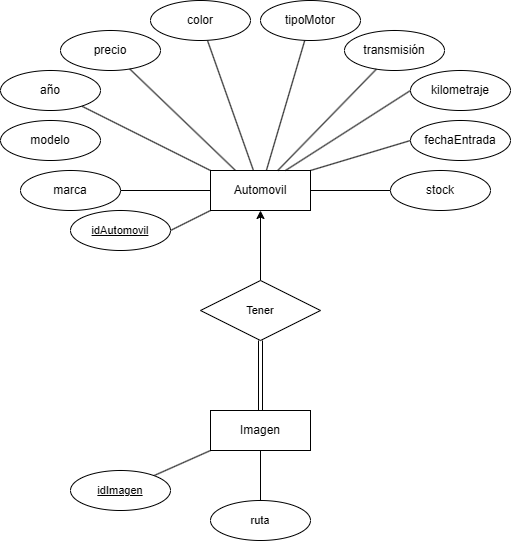 color
tipoMotor
precio
transmisión
año
kilometraje
modelo
fechaEntrada
marca
Automovil
stock
idAutomovil
Tener
Imagen
idImagen
ruta